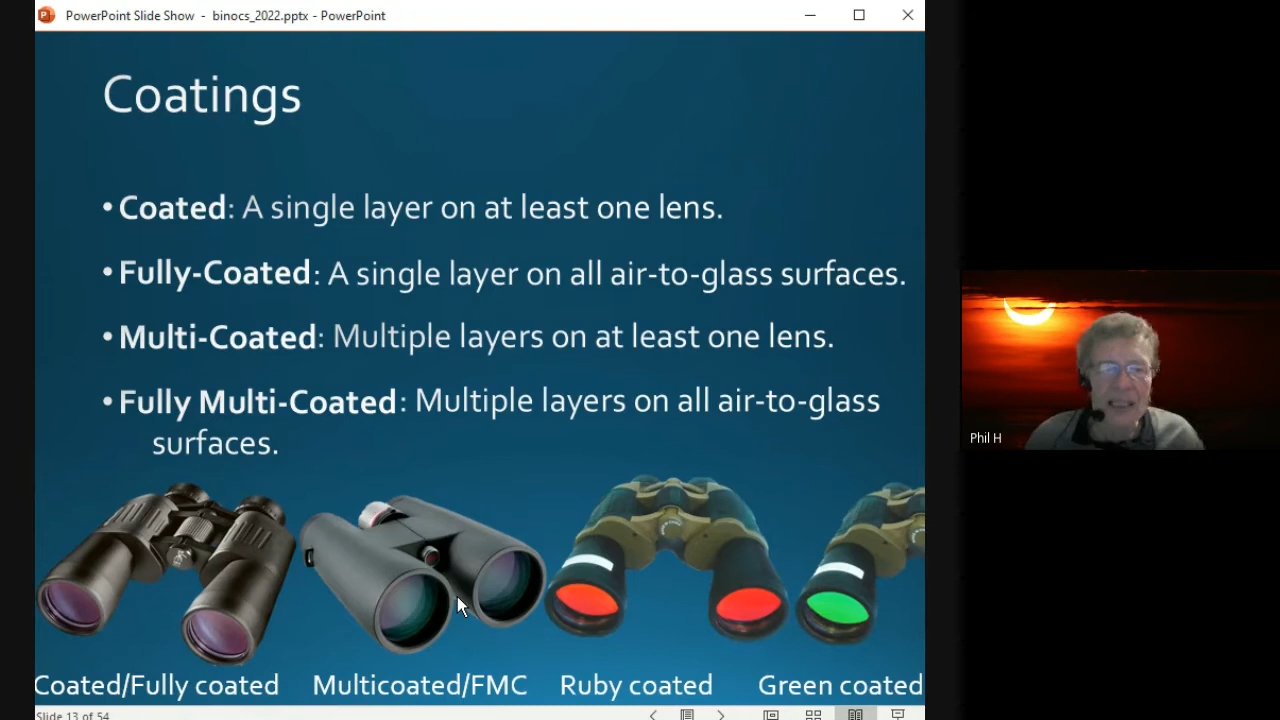 PowerPoint Slide Show - binocs_2022.pptx - PowerPoint
Coatings
• Coated: A single layer on at least one lens.
• Fully-Coated: A single layer on all air-to-glass surfaces.
• Multi-Coated: Multiple layers on at least one lens.
• Fully Multi-Coated: Multiple layers on all air-to-glass
surfaces.
Phil H
Coated/Fully coated Multicoated/FMC Ruby coated Green coated
Slide 13 of 54